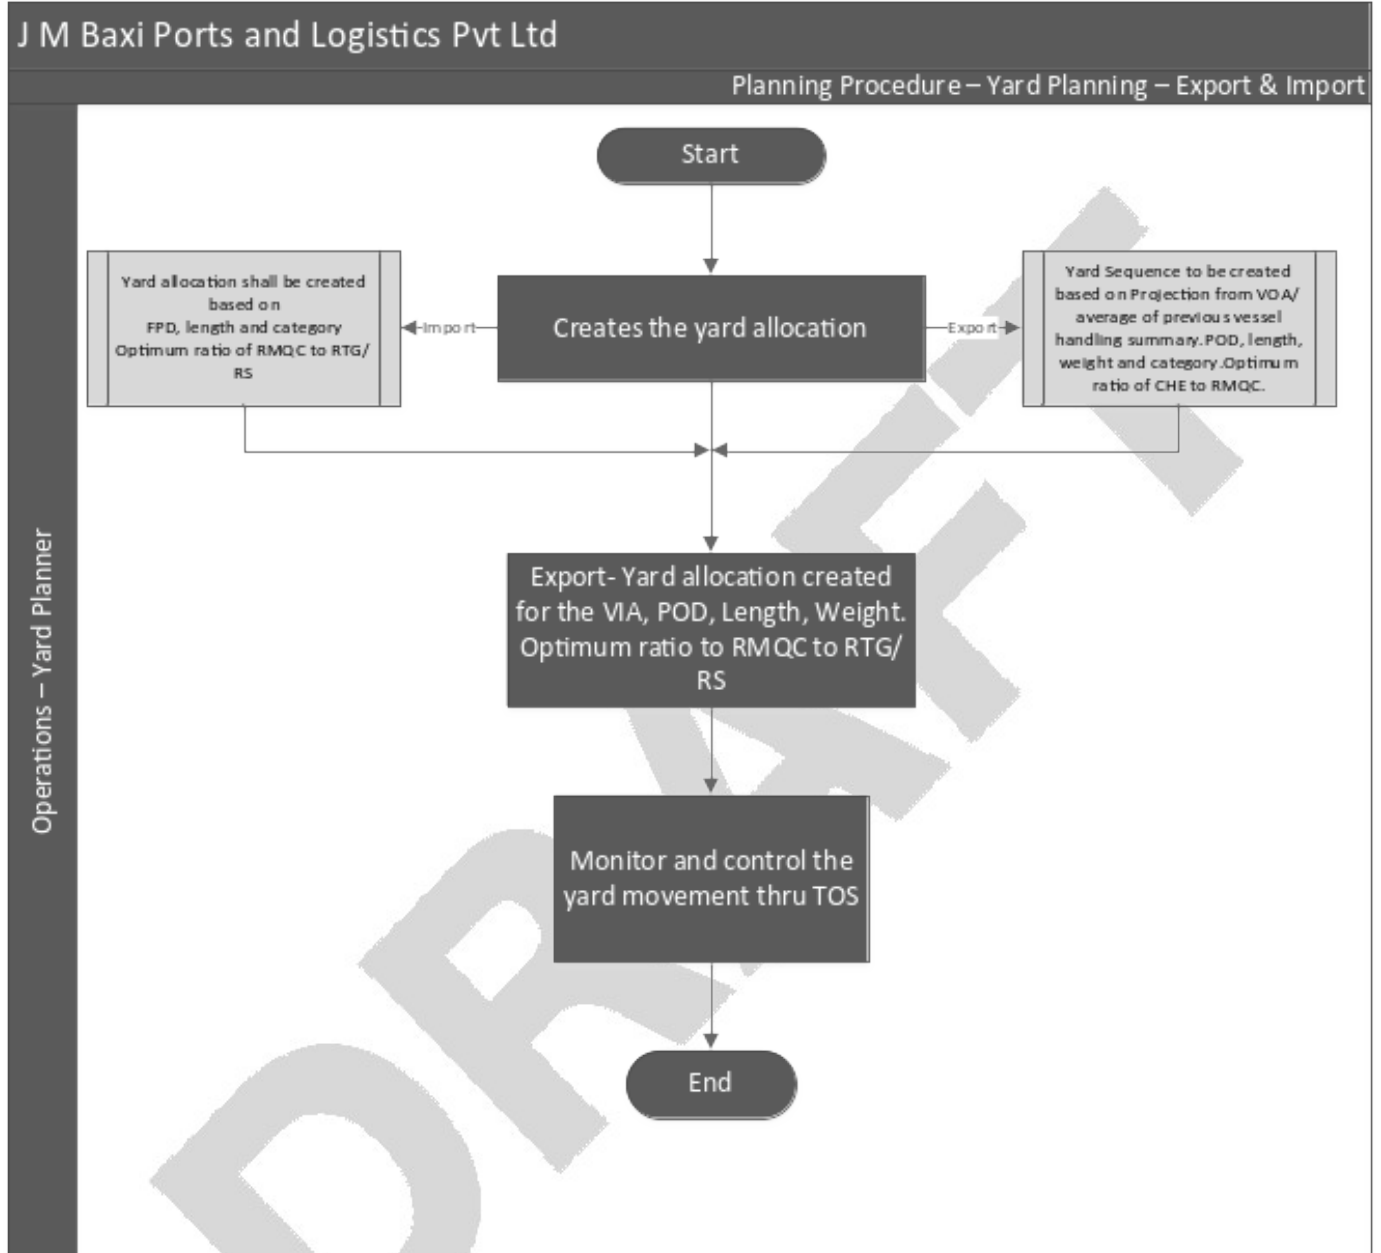 J M Baxi Ports and Logistics Pvt Ltd
Planning Procedure – Yard Planning – Export & Import
Operations – Yard Planner
Start
Yard allocation shall be created
based on
FPD, length and category
Optimum ratio of RMQC to RTG/
RS
Import
Creates the yard allocation
Export
Yard Sequence to be created
based on Projection from VOA/
average of previous vessel
handling summary.POD, length,
weight and category.Optimum
ratio of CHE to RMQC.
Export- Yard allocation created
for the VIA, POD, Length, Weight.
Optimum ratio to RMQC to RTG/
RS
Monitor and control the
yard movement thru TOS
End
DRAFT